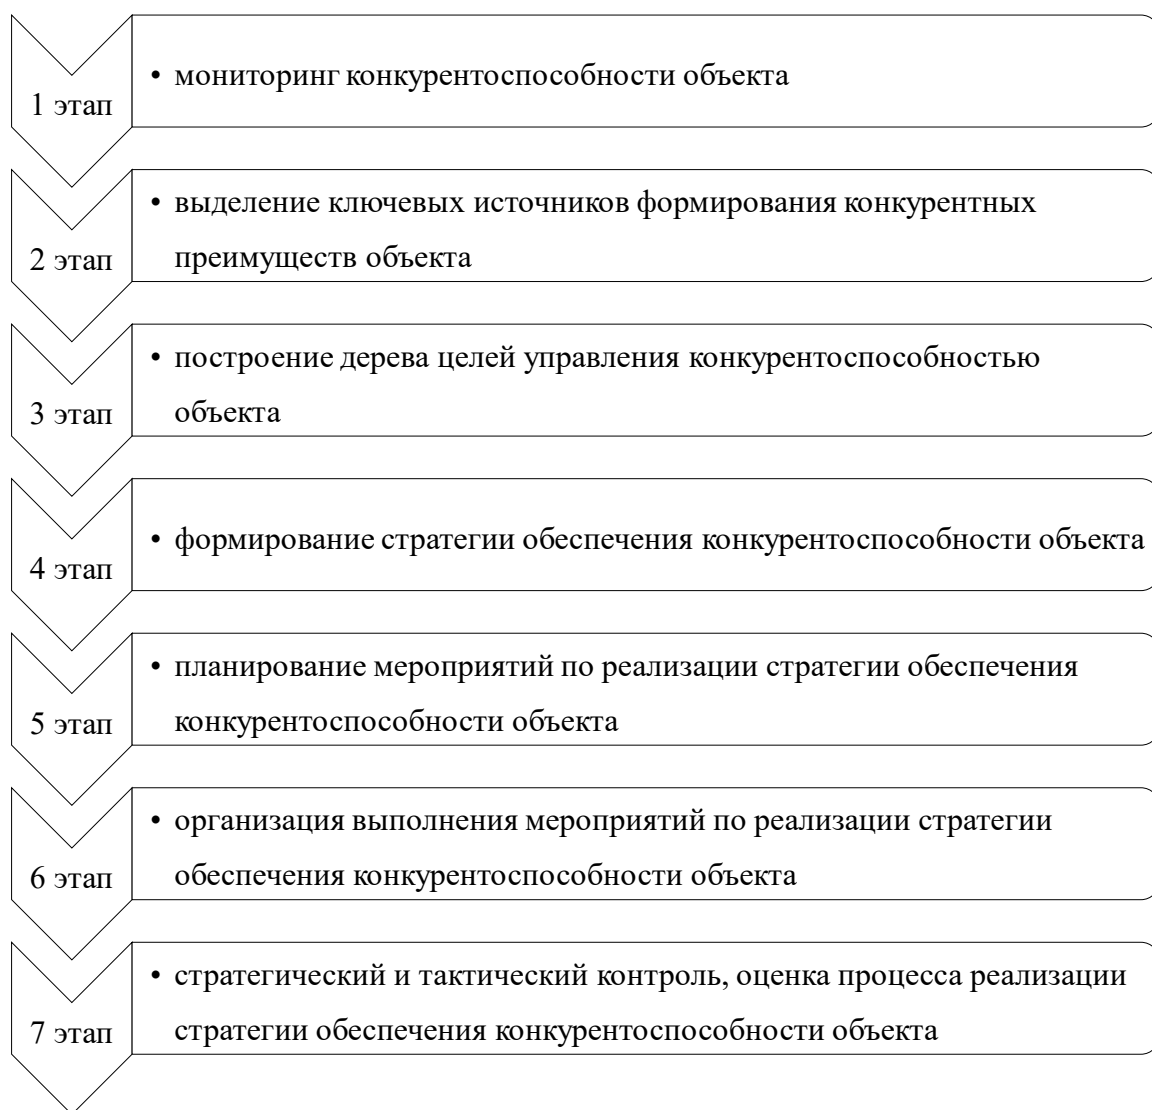 1 этап
• мониторинг конкурентоспособности объекта
2 этап
• выделение ключевых источников формирования конкурентных
преимуществ объекта
3 этап
• построение дерева целей управления конкурентоспособностью
объекта
4 этап
• формирование стратегии обеспечения конкурентоспособности объекта
5 этап
• планирование мероприятий по реализации стратегии обеспечения
конкурентоспособности объекта
6 этап
• организация выполнения мероприятий по реализации стратегии
обеспечения конкурентоспособности объекта
7 этап
• стратегический и тактический контроль, оценка процесса реализации
стратегии обеспечения конкурентоспособности объекта